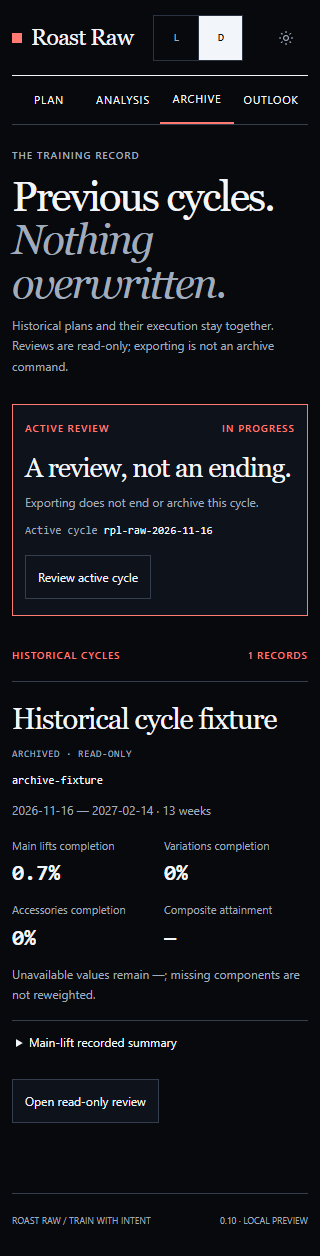 Roast Raw
L D
PLAN ANALYSIS ARCHIVE OUTLOOK
THE TRAINING RECORD
Previous cycles.
Nothing
overwritten.
Historical plans and their execution stay together.
Reviews are read-only; exporting is not an archive
command.
ACTIVE REVIEW IN PROGRESS
A review, not an ending.
Exporting does not end or archive this cycle.
Active cycle rpl-raw-2026-11-16
Review active cycle
HISTORICAL CYCLES 1 RECORDS
Historical cycle fixture
ARCHIVED · READ-ONLY
archive-fixture
2026-11-16 — 2027-02-14 · 13 weeks
Main lifts completion Variations completion
0.7% 0%
Accessories completion Composite attainment
0% —
Unavailable values remain —; missing components are
not reweighted.
Main-lift recorded summary
Open read-only review
ROAST RAW / TRAIN WITH INTENT 0.10 · LOCAL PREVIEW